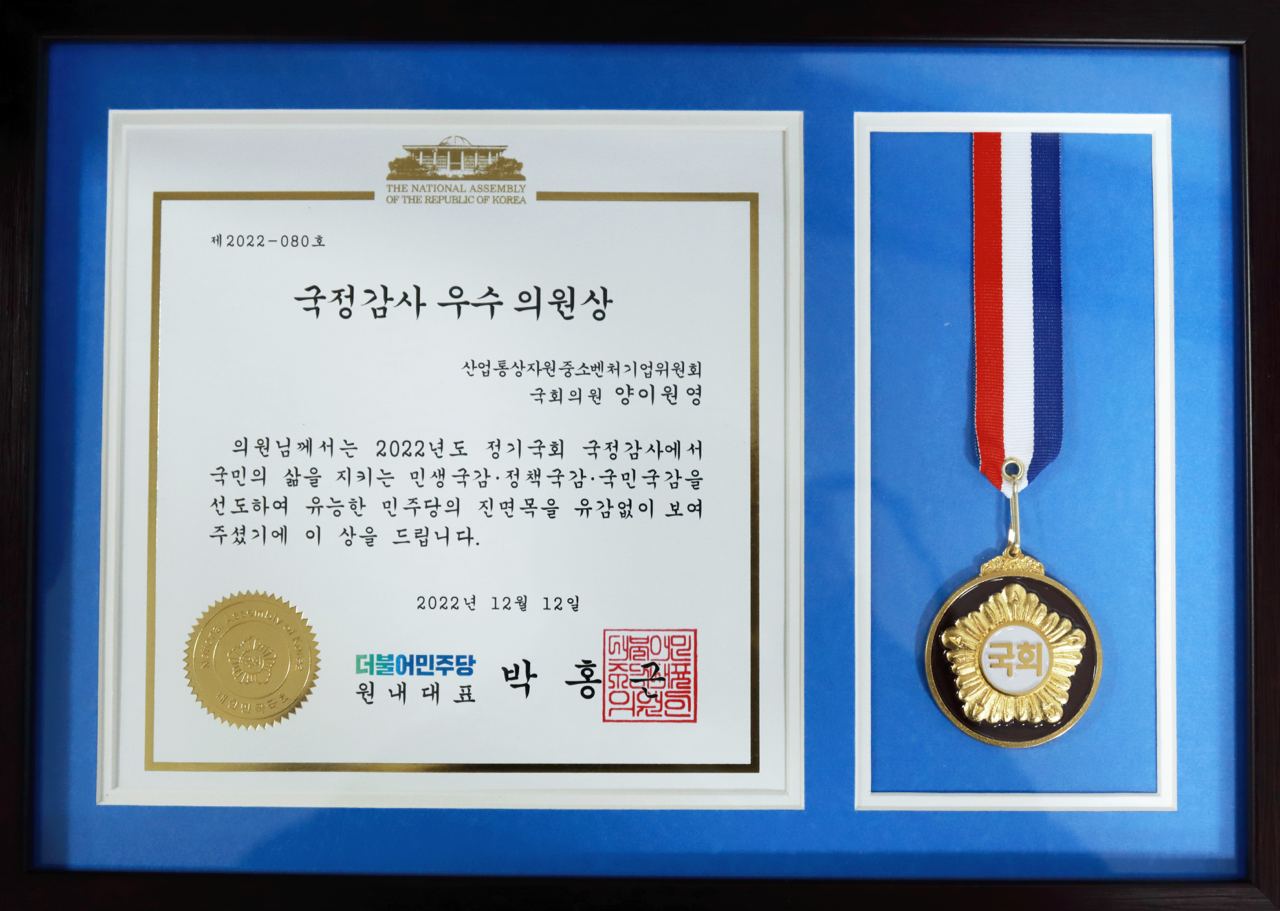 THE NATIONAL ASSEMBLY
OF THE REPUBLIC OF KOREA
제2022-080호
국정감사 우수 의원상
산업통상자원중소벤처기업위원회
국회의원 양이원영
의원님께서는 2022년도 정기국회 국정감사에서
국민의 삶을 지키는 민생국감·정책국감·국민국감을
선도하여 유능한 민주당의 진면목을 유감없이 보여
주셨기에 이 상을 드립니다.
2022년 12월 12일
더불어민주당
원내대표 박홍근
대한민국국회
국회